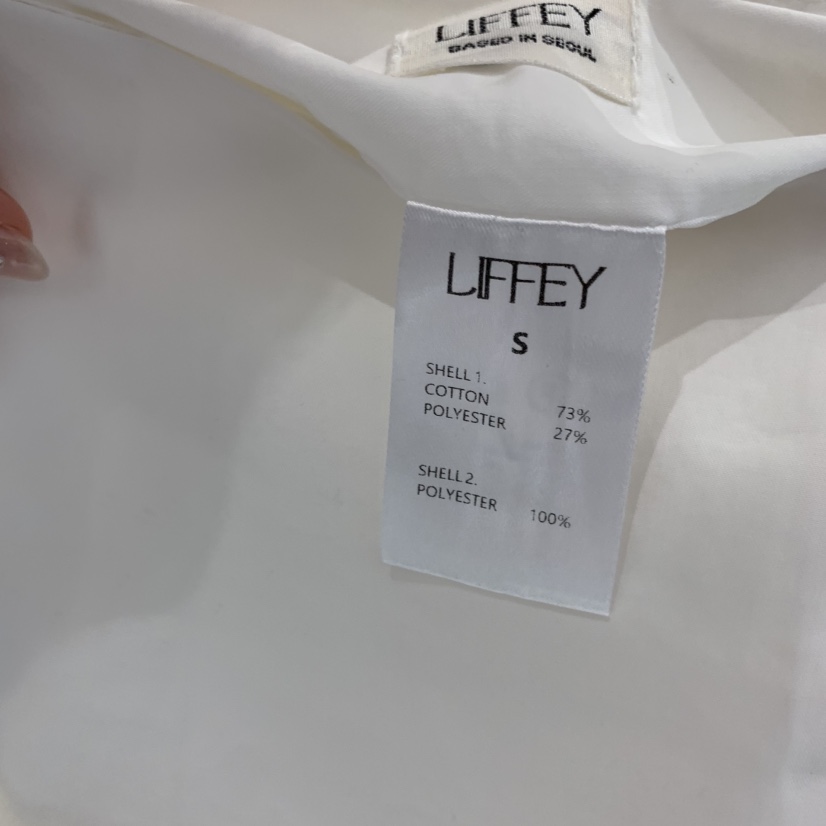 LIFFEY
BASED IN SEOUL
LIFFEY
S
SHELL 1.
COTTON 73%
POLYESTER 27%
SHELL 2.
POLYESTER 100%